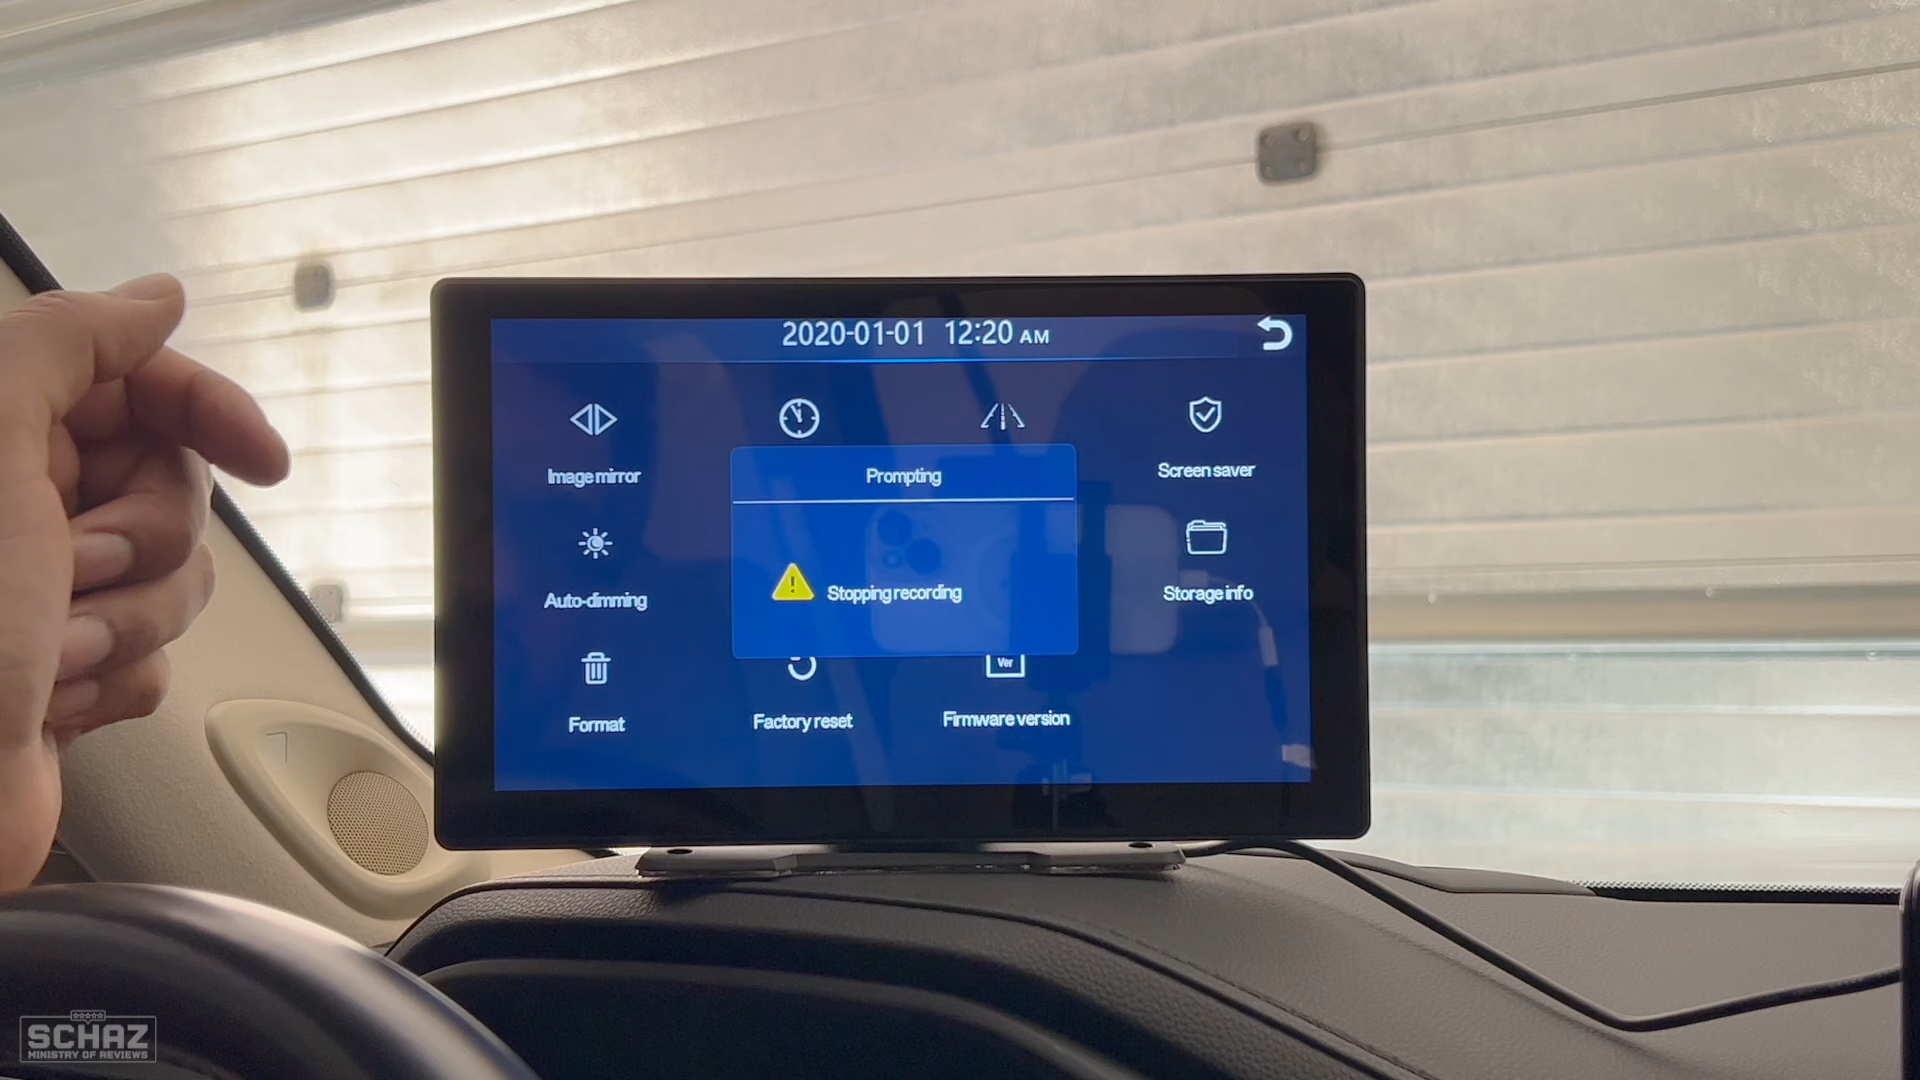 2020-01-01 12:20 AM
Image mirror
Screen saver
Prompting
Stopping recording
Auto-dimming
Storage info
Ver
Format
Factory reset
Firmware version
SCHAZ
MINISTRY OF REVIEWS